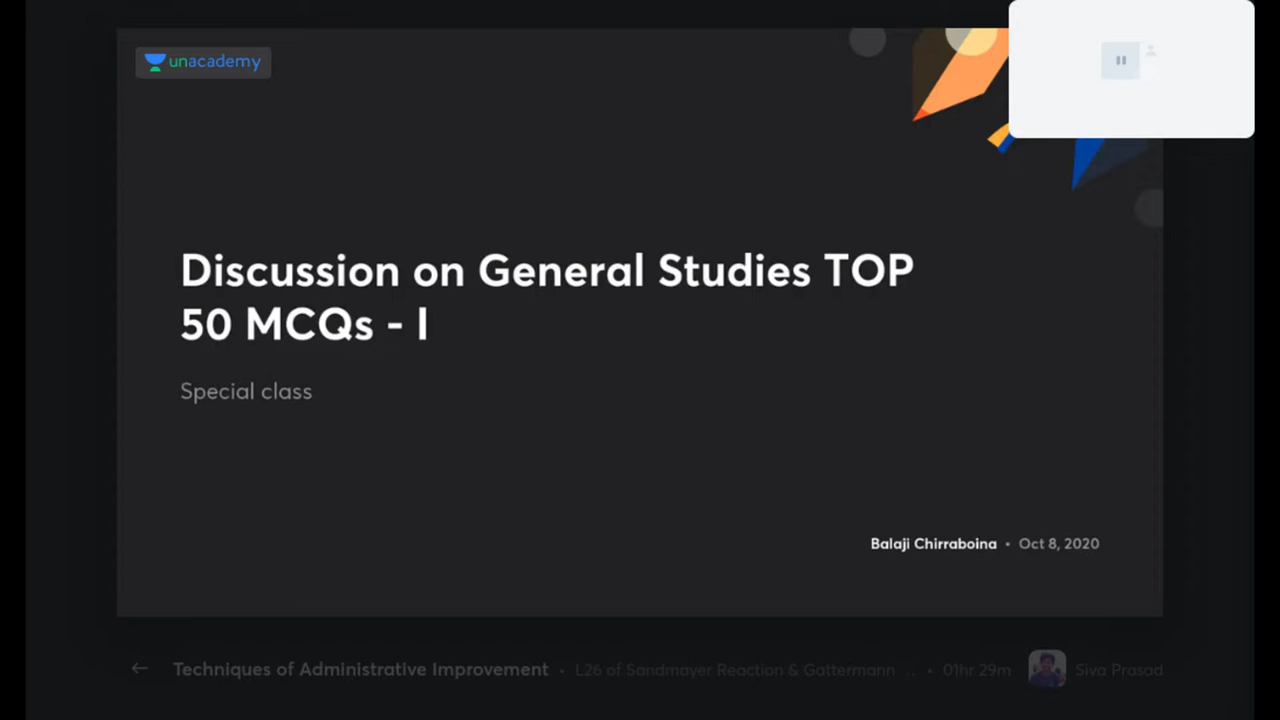 unacademy
Discussion on General Studies TOP
50 MCQs - I
Special class
Balaji Chirraboina • Oct 8, 2020
← Techniques of Administrative Improvement • L26 of Sandmayer Reaction & Gattermann ... • 01hr 29m Siva Prasad